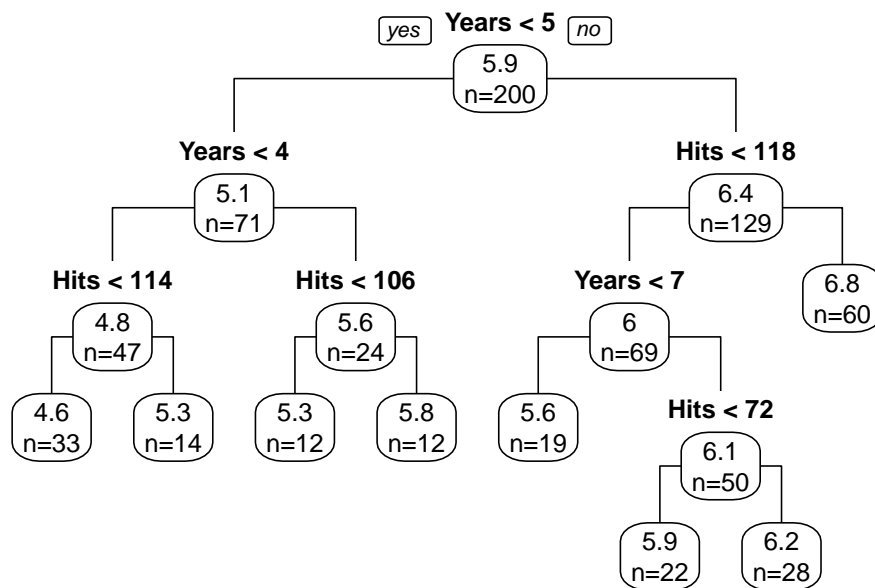 yes Years < 5 no
5.9
n=200
Years < 4 Hits < 118
5.1 6.4
n=71 n=129
Hits < 114 Hits < 106 Years < 7
6.8
n=60
4.8 5.6 6
n=47 n=24 n=69
4.6 5.3 5.3 5.8 5.6
n=33 n=14 n=12 n=12 n=19
Hits < 72
6.1
n=50
5.9 6.2
n=22 n=28